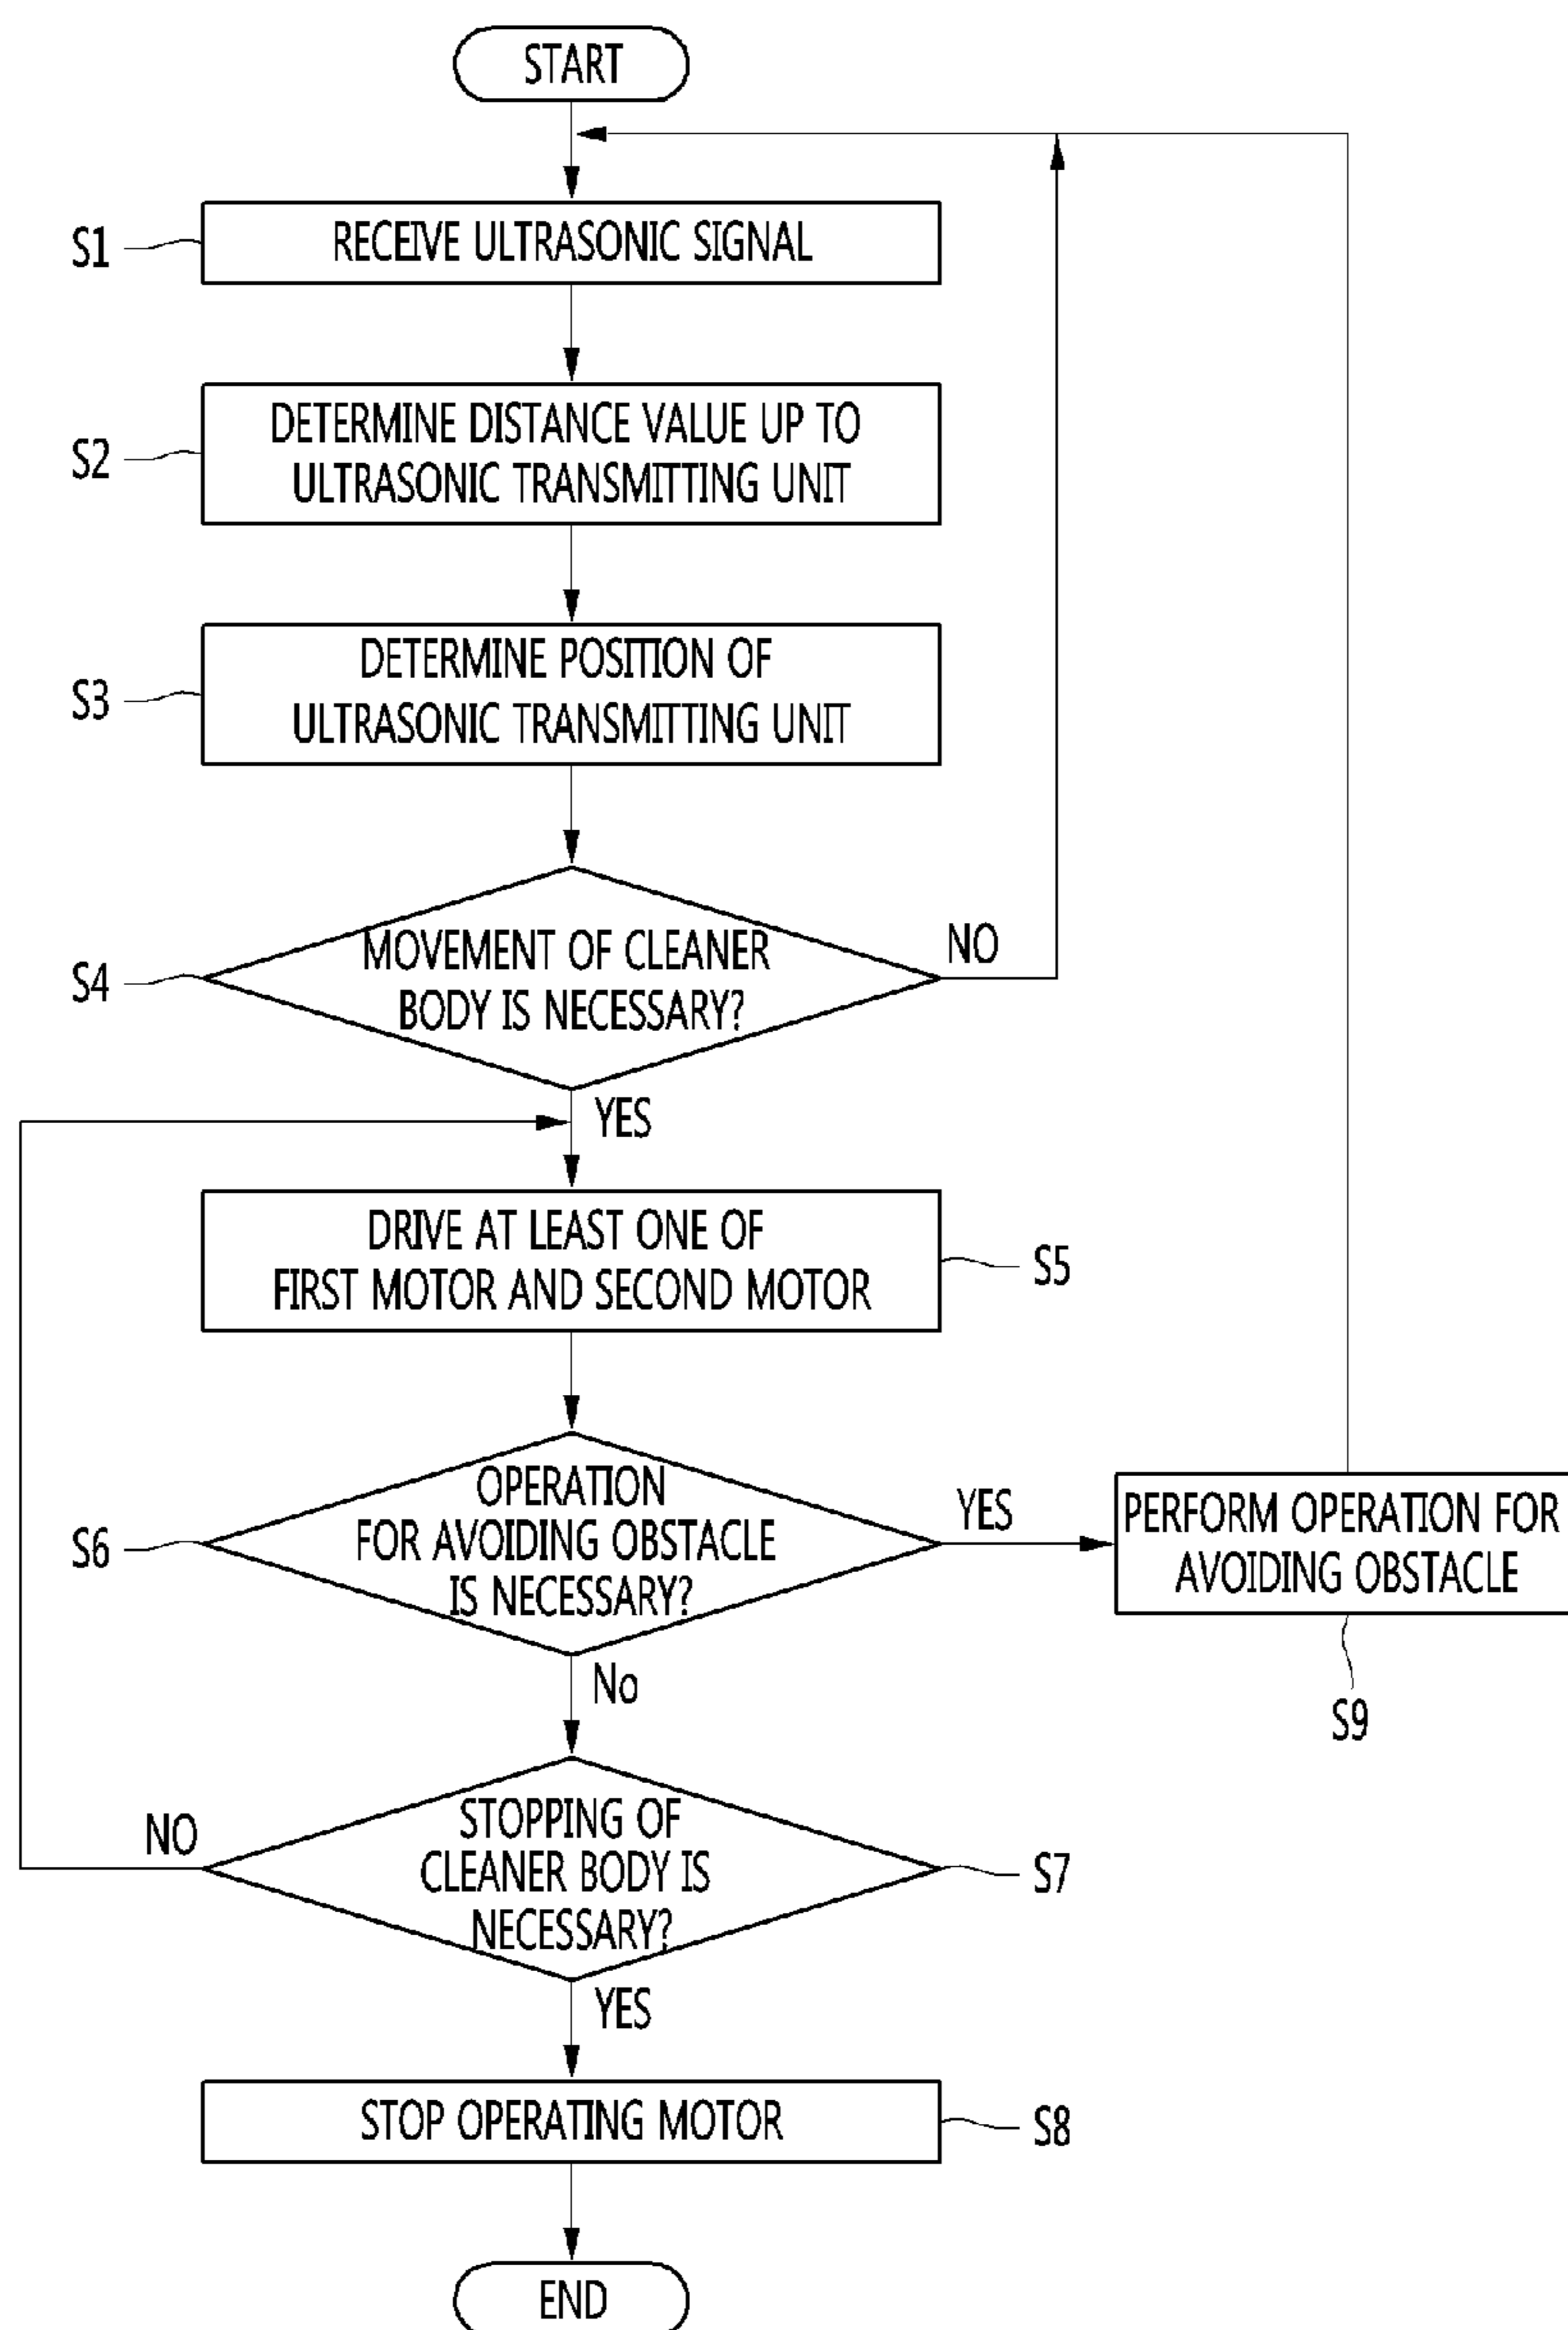 START
S1
RECEIVE ULTRASONIC SIGNAL
S2
DETERMINE DISTANCE VALUE UP TO
ULTRASONIC TRANSMITTING UNIT
S3
DETERMINE POSITION OF
ULTRASONIC TRANSMITTING UNIT
S4
MOVEMENT OF CLEANER
BODY IS NECESSARY?
NO
YES
DRIVE AT LEAST ONE OF
FIRST MOTOR AND SECOND MOTOR
S5
S6
OPERATION
FOR AVOIDING OBSTACLE
IS NECESSARY?
YES
PERFORM OPERATION FOR
AVOIDING OBSTACLE
S9
No
NO
STOPPING OF
CLEANER BODY IS
NECESSARY?
S7
YES
STOP OPERATING MOTOR
S8
END